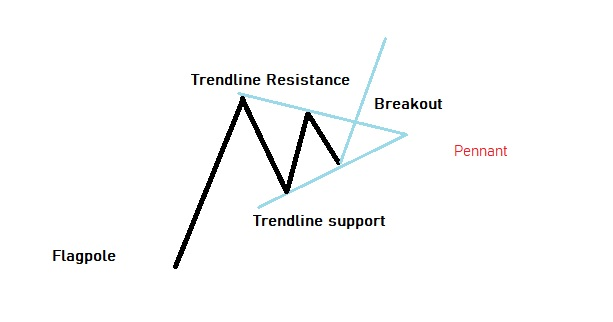 Trendline Resistance
Breakout
Pennant
Trendline support
Flagpole